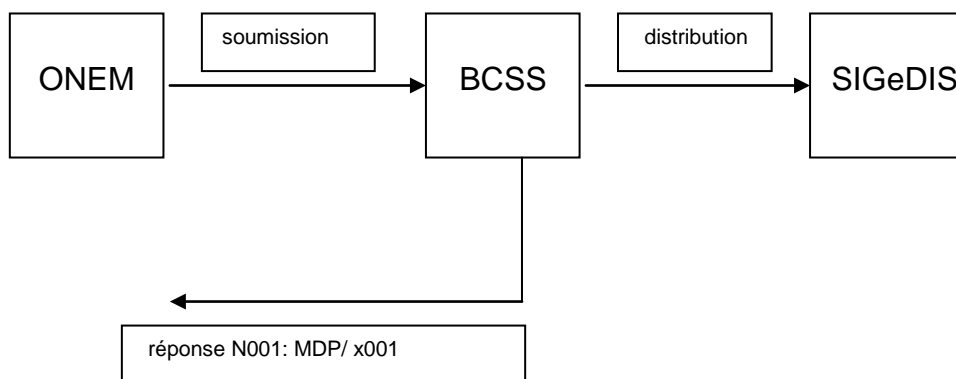 soumission
distribution
ONEM
BCSS
SIGeDIS
réponse N001: MDP/ x001